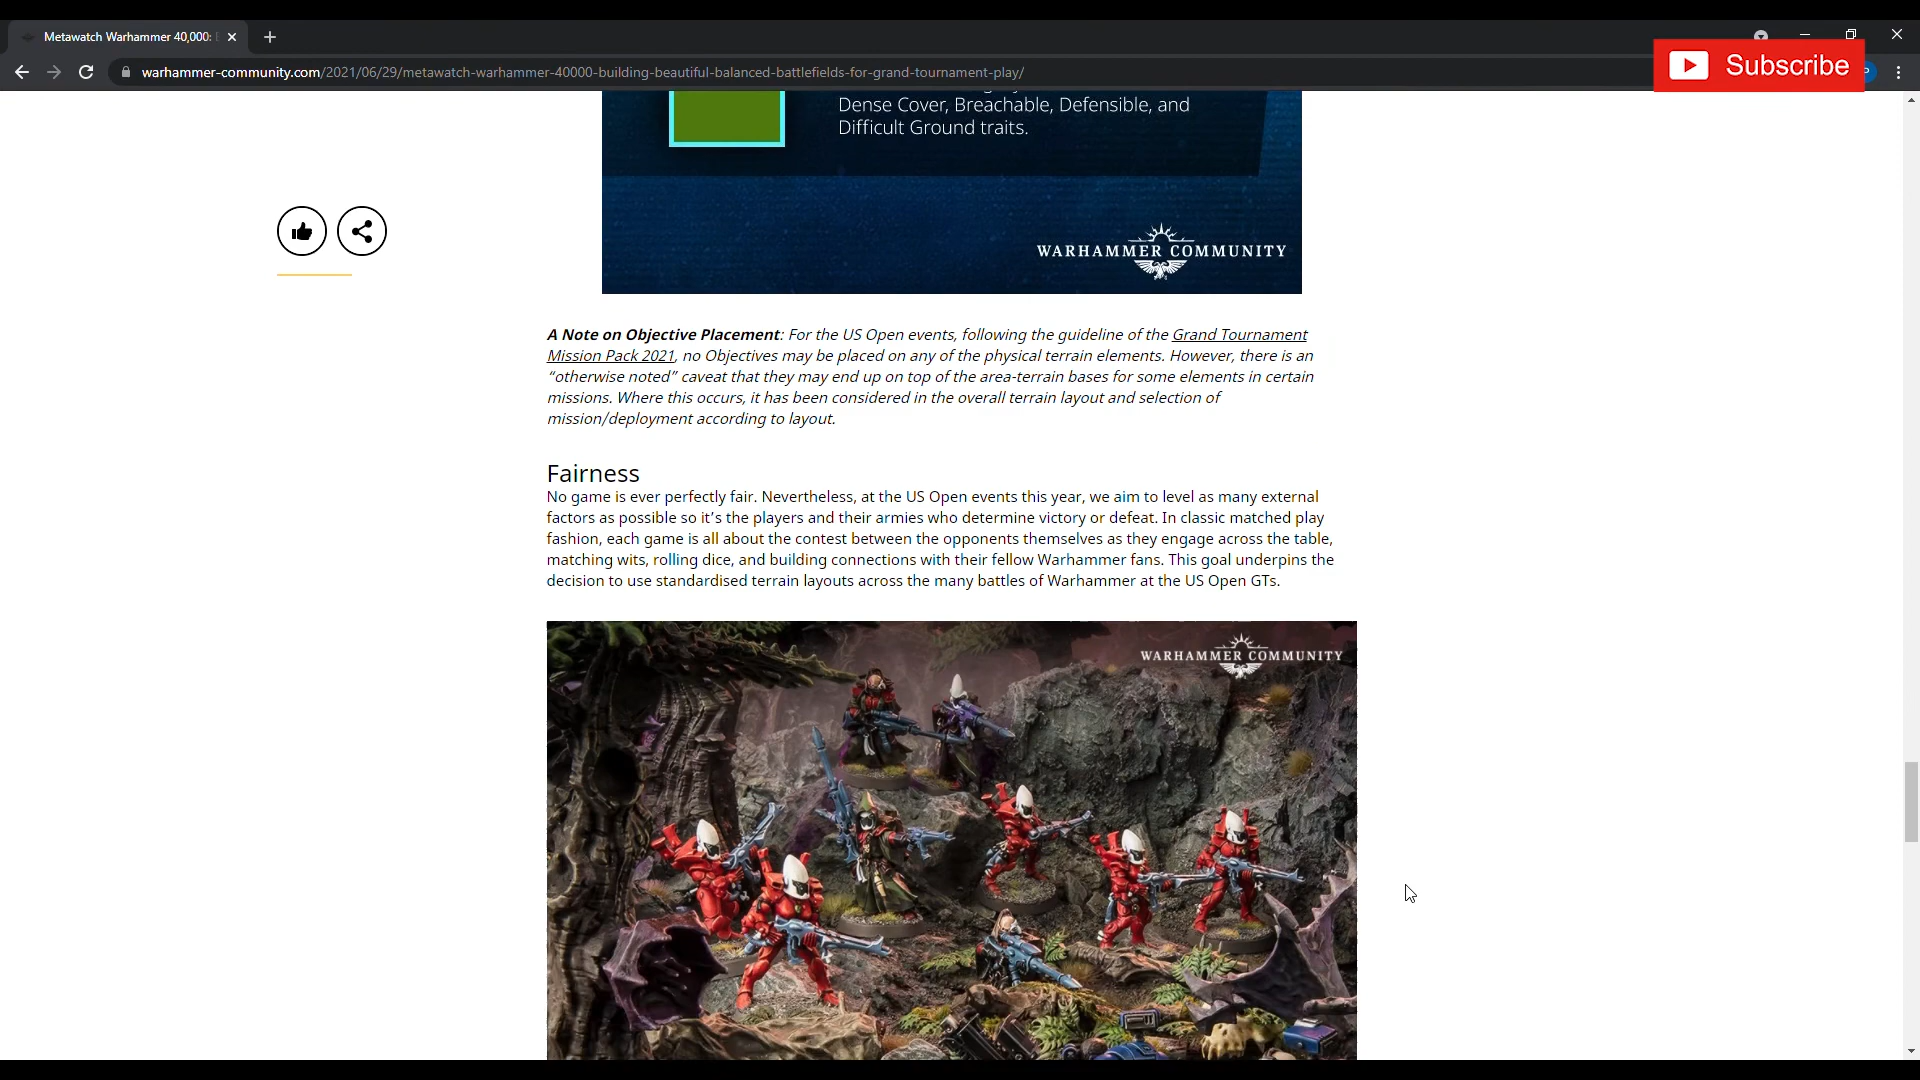 Metawatch Warhammer 40,000:
Subscribe
warhammer-community.com/2021/06/29/metawatch-warhammer-40000-building-beautiful-balanced-battlefields-for-grand-tournament-play/
Dense Cover, Breachable, Defensible, and
Difficult Ground traits.
WARHAMMER COMMUNITY
A Note on Objective Placement: For the US Open events, following the guideline of the Grand Tournament
Mission Pack 2021, no Objectives may be placed on any of the physical terrain elements. However, there is an
“otherwise noted” caveat that they may end up on top of the area-terrain bases for some elements in certain
missions. Where this occurs, it has been considered in the overall terrain layout and selection of
mission/deployment according to layout.
Fairness
No game is ever perfectly fair. Nevertheless, at the US Open events this year, we aim to level as many external
factors as possible so it’s the players and their armies who determine victory or defeat. In classic matched play
fashion, each game is all about the contest between the opponents themselves as they engage across the table,
matching wits, rolling dice, and building connections with their fellow Warhammer fans. This goal underpins the
decision to use standardised terrain layouts across the many battles of Warhammer at the US Open GTs.
WARHAMMER COMMUNITY